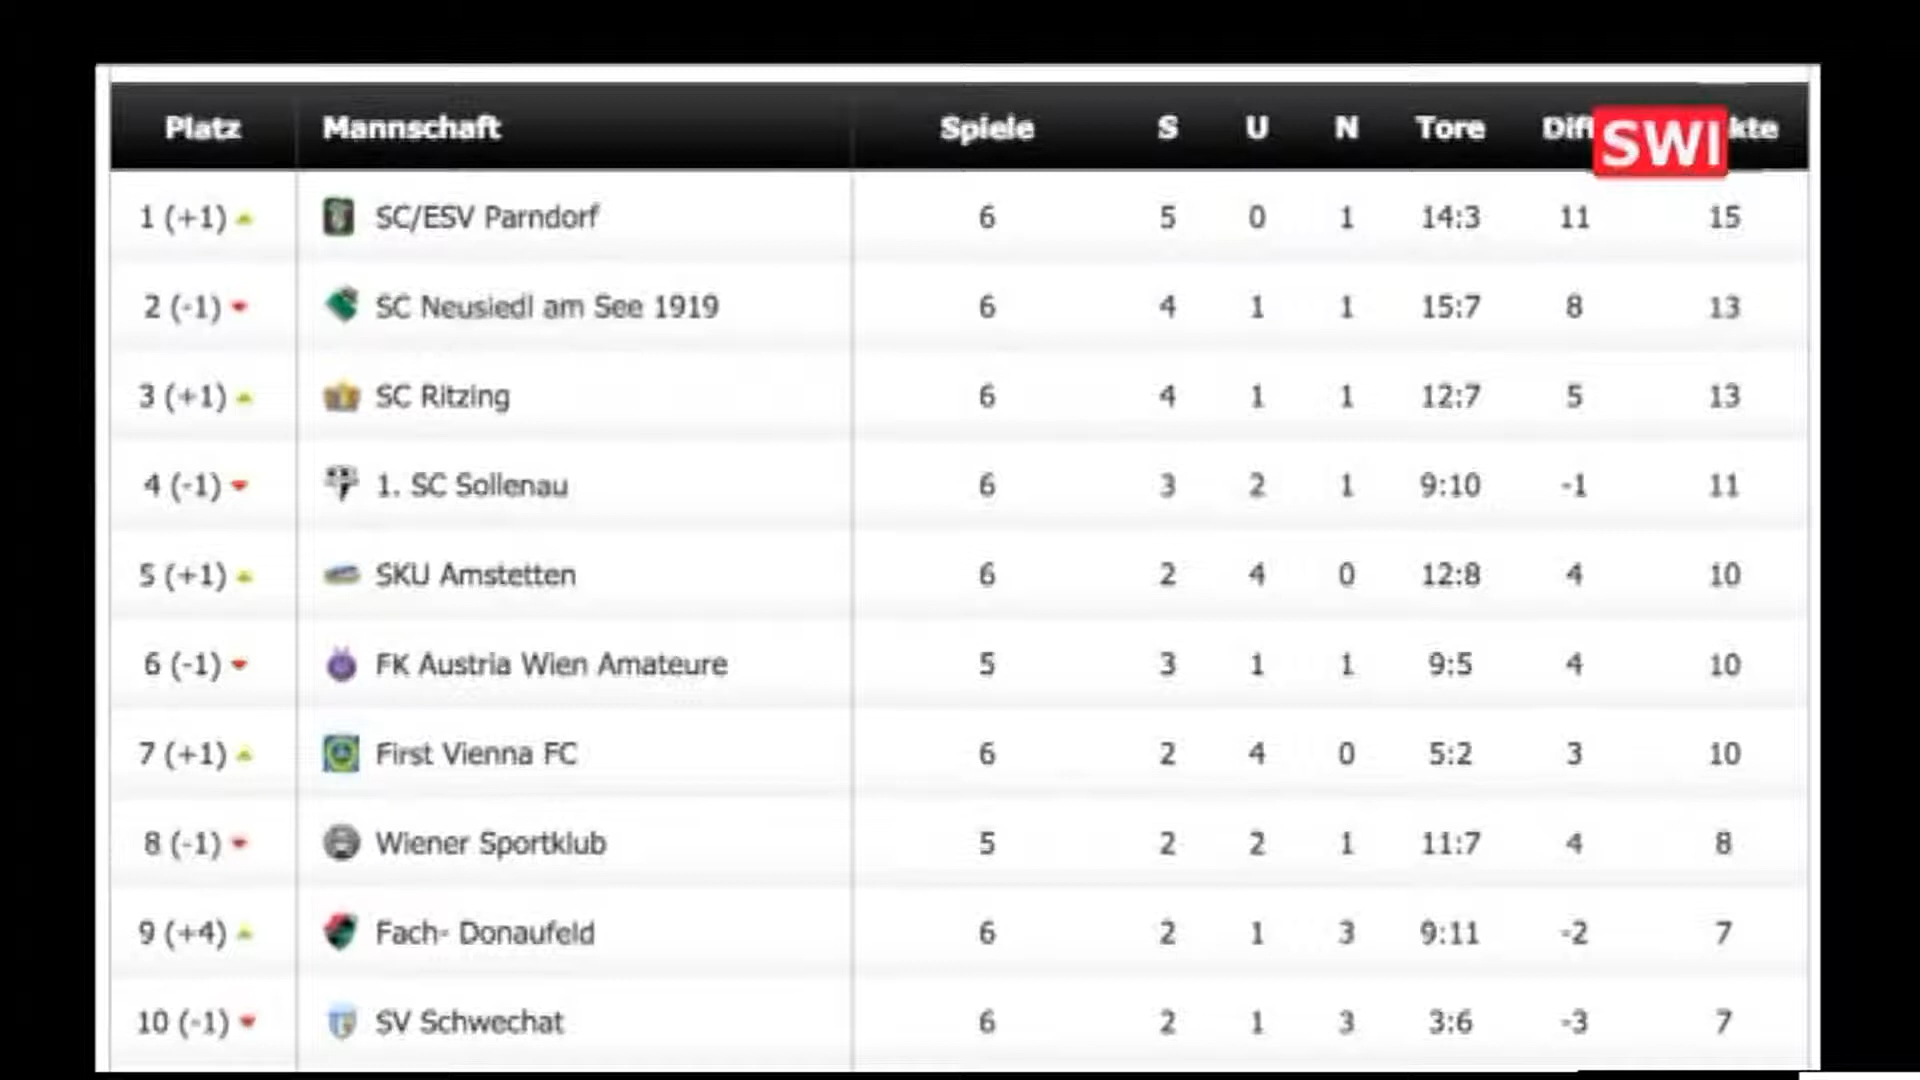 Platz Mannschaft Spiele S U N Tore Diff kte
SWI
1 (+1) SC/ESV Parndorf 6 5 0 1 14:3 11 15
2 (-1) SC Neusiedl am See 1919 6 4 1 1 15:7 8 13
3 (+1) SC Ritzing 6 4 1 1 12:7 5 13
4 (-1) 1. SC Sollenau 6 3 2 1 9:10 -1 11
5 (+1) SKU Amstetten 6 2 4 0 12:8 4 10
6 (-1) FK Austria Wien Amateure 5 3 1 1 9:5 4 10
7 (+1) First Vienna FC 6 2 4 0 5:2 3 10
8 (-1) Wiener Sportklub 5 2 2 1 11:7 4 8
9 (+4) Fach- Donaufeld 6 2 1 3 9:11 -2 7
10 (-1) SV Schwechat 6 2 1 3 3:6 -3 7